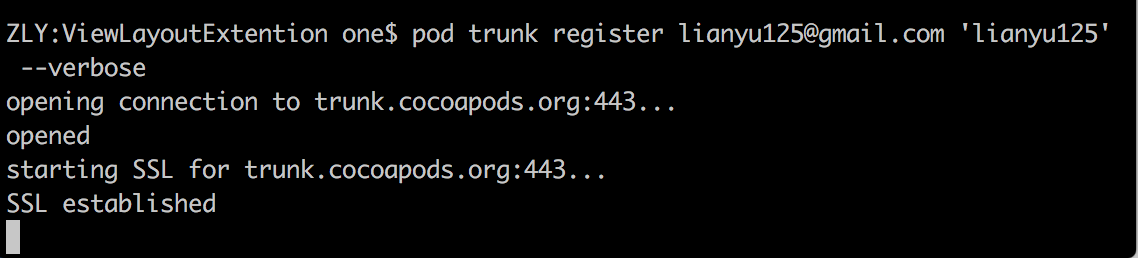 ZLY:ViewLayoutExtention one$ pod trunk register lianyu125@gmail.com 'lianyu125'
 --verbose
opening connection to trunk.cocoapods.org:443...
opened
starting SSL for trunk.cocoapods.org:443...
SSL established